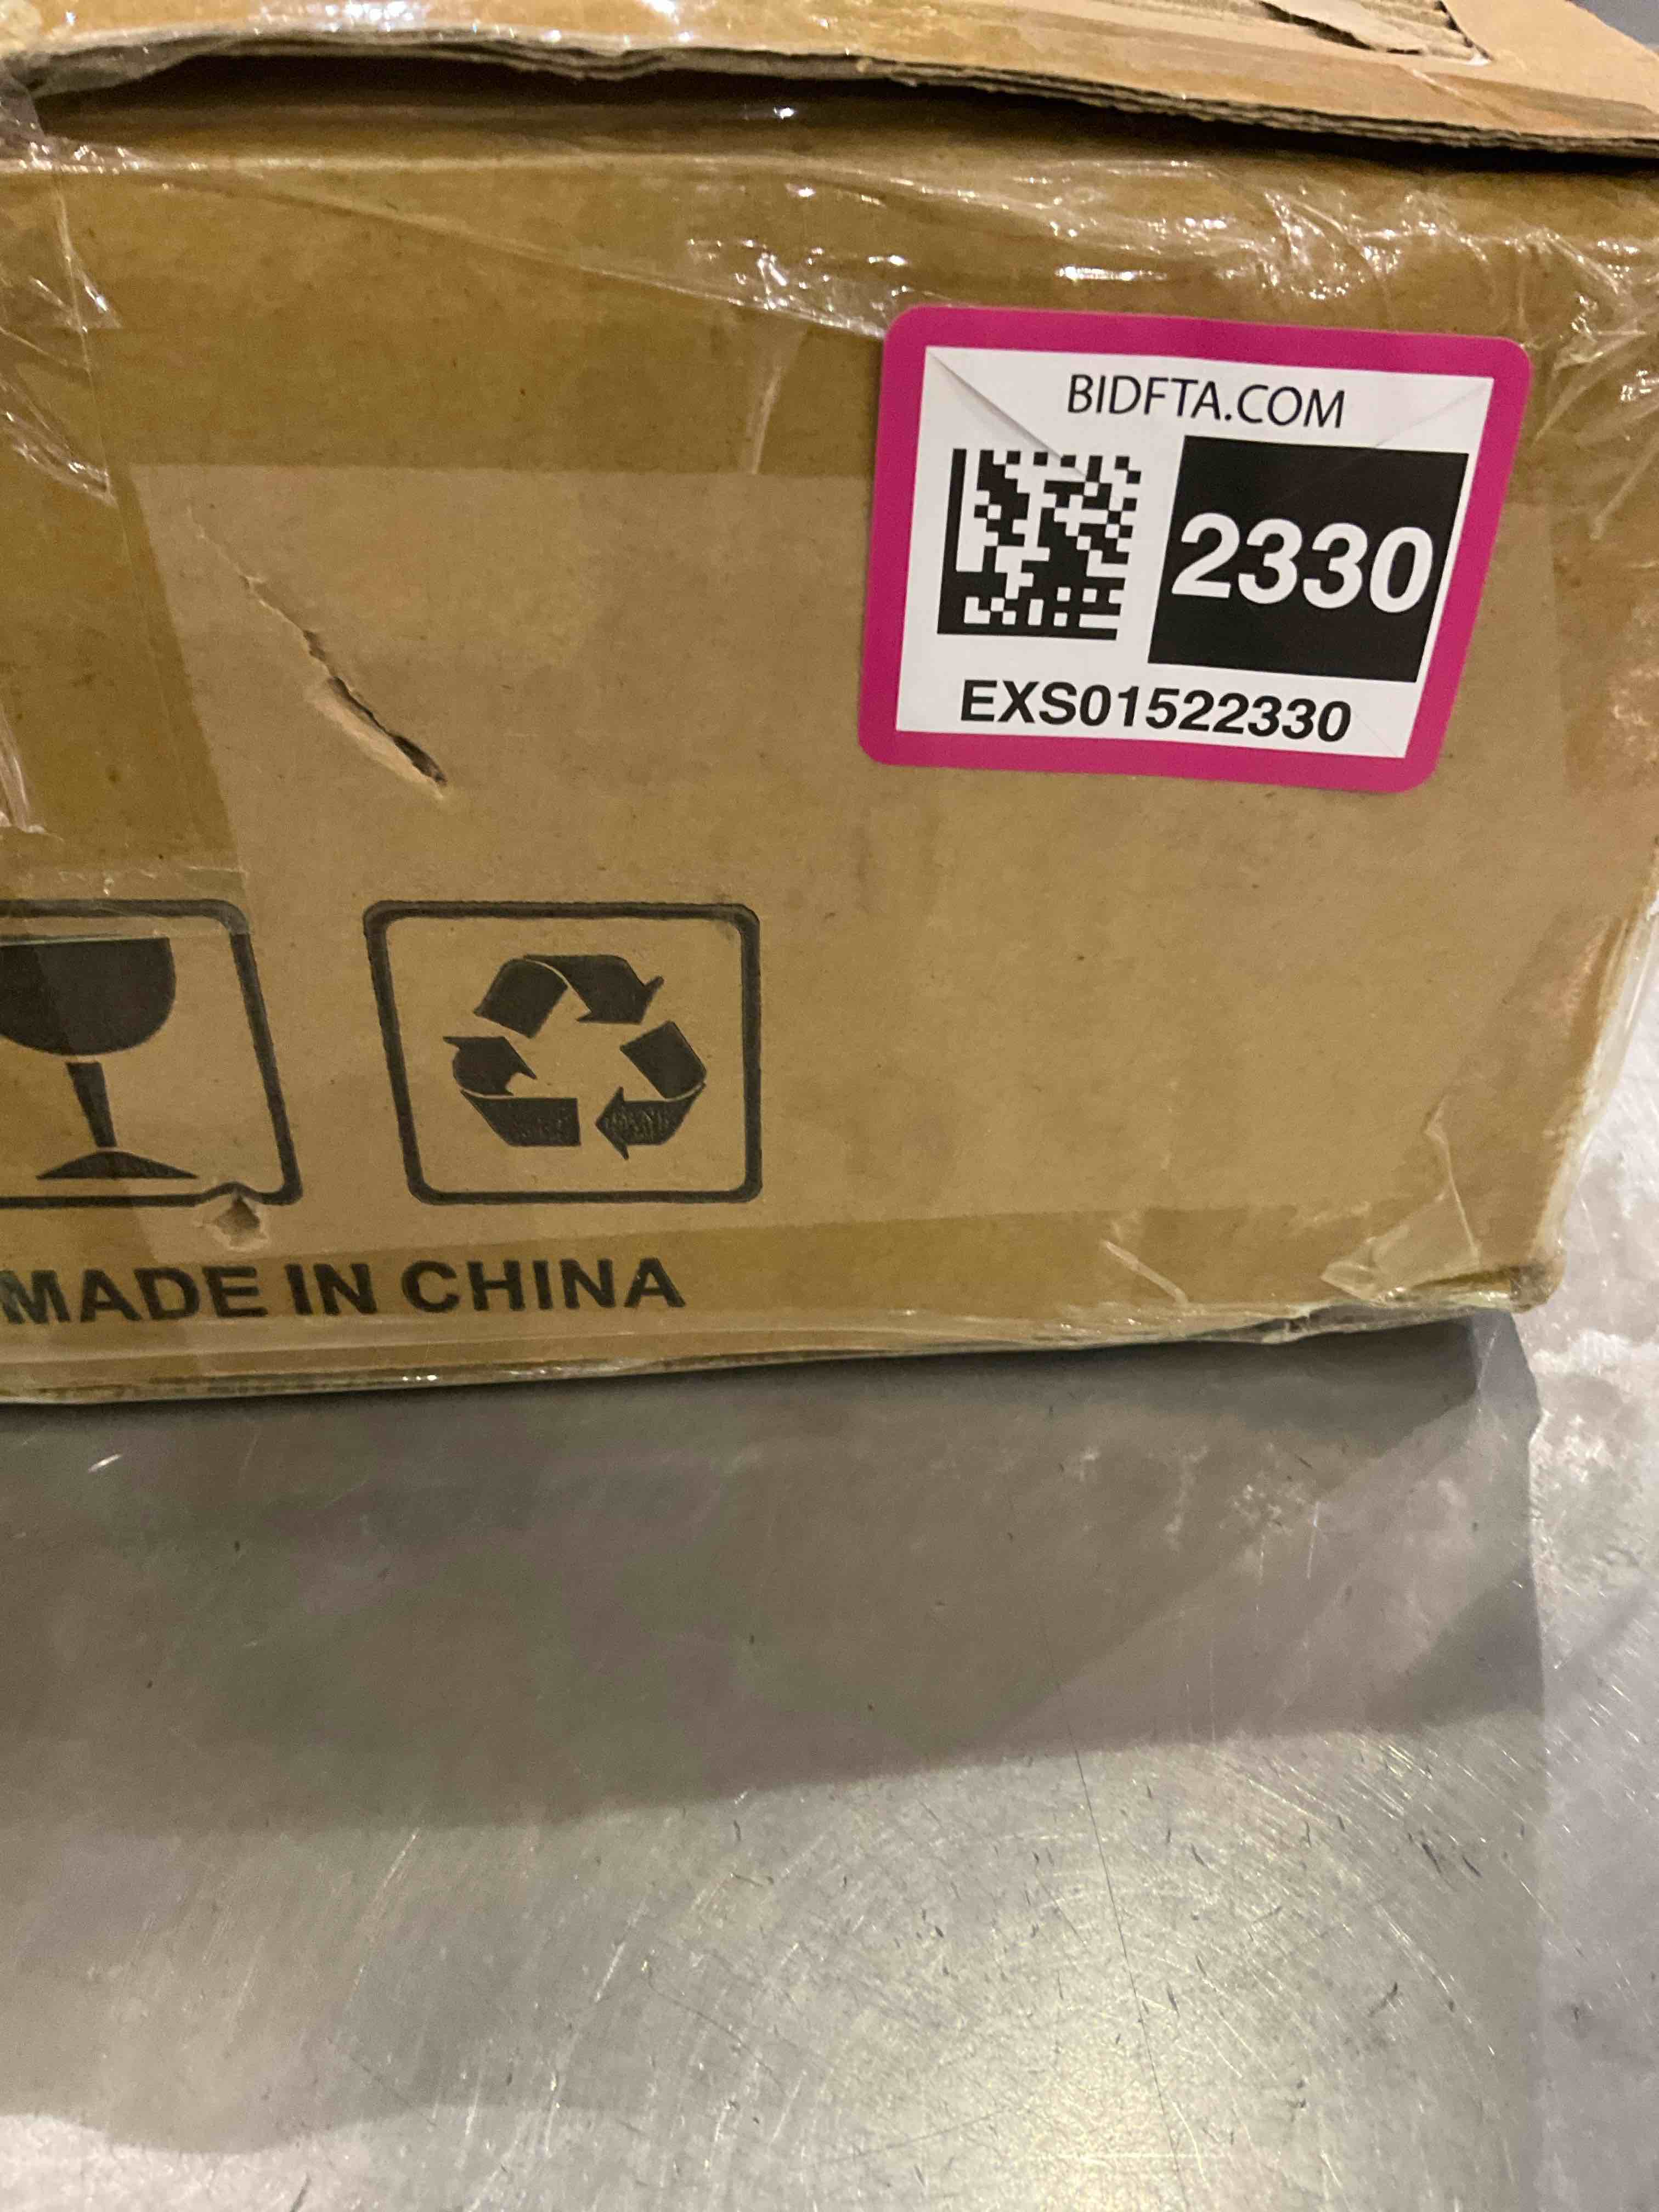 BIDFTA.COM
2330
EXS01522330
MADE IN CHINA